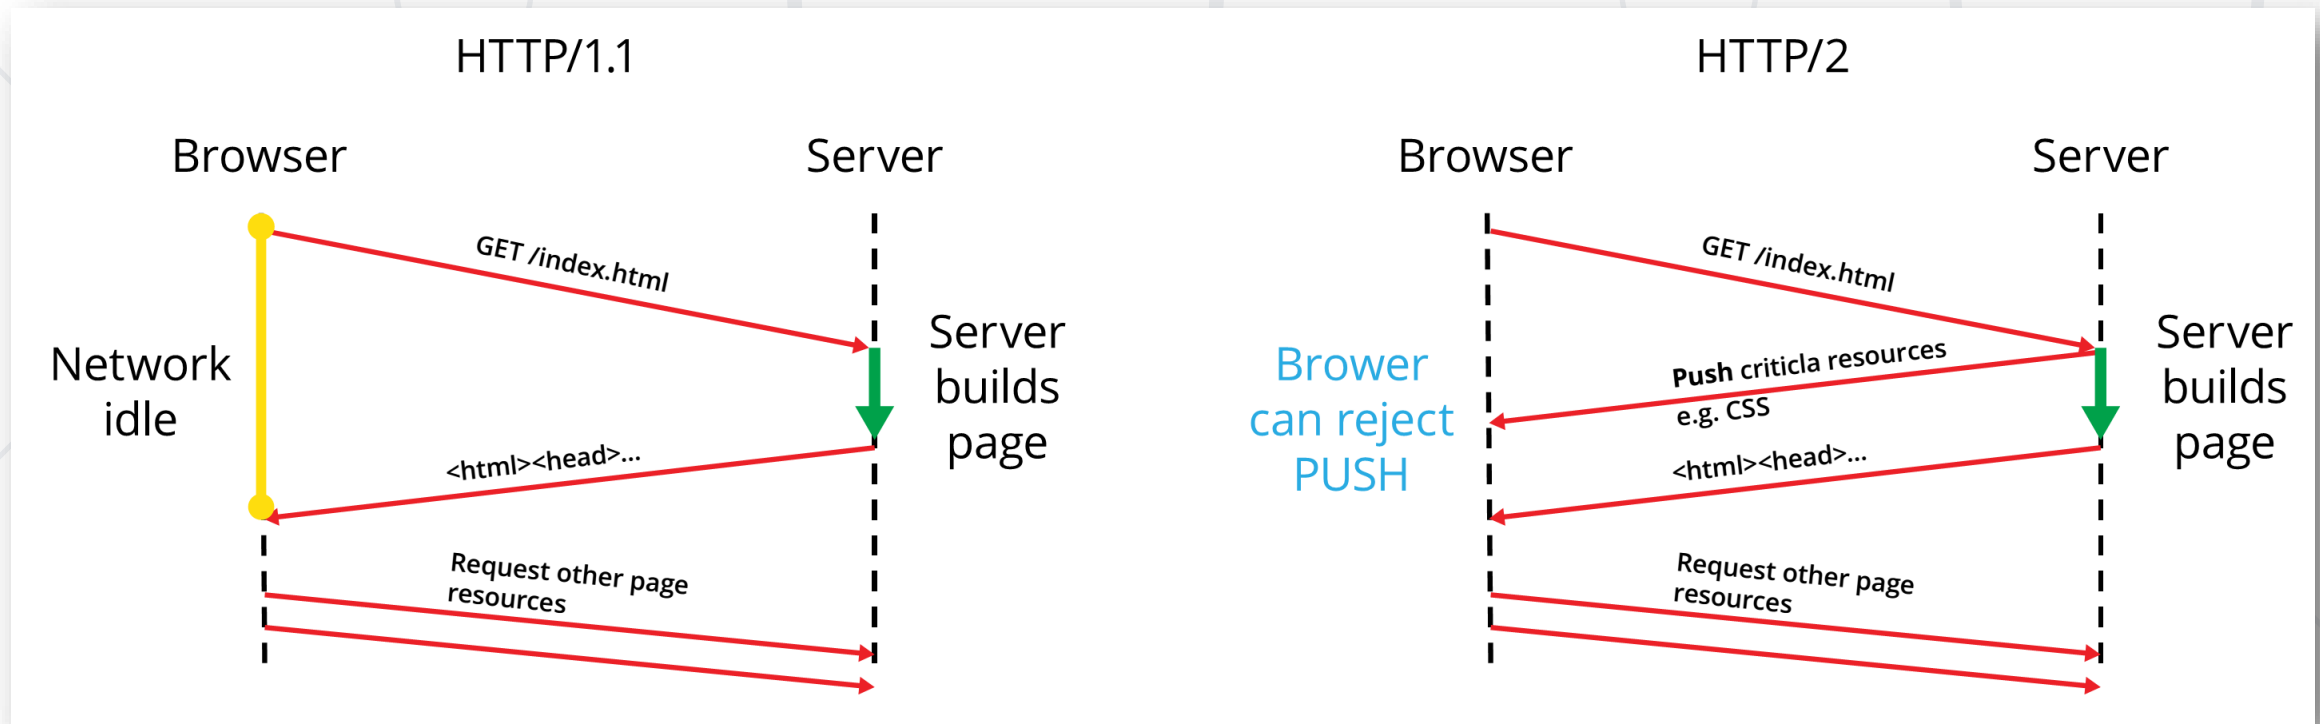 HTTP/1.1
Browser
Server
GET /index.html
Network
idle
Server
builds
page
<html><head>...
Request other page
resources
HTTP/2
Browser
Server
GET /index.html
Push criticla resources
e.g. CSS
Brower
can reject
PUSH
Server
builds
page
<html><head>...
Request other page
resources